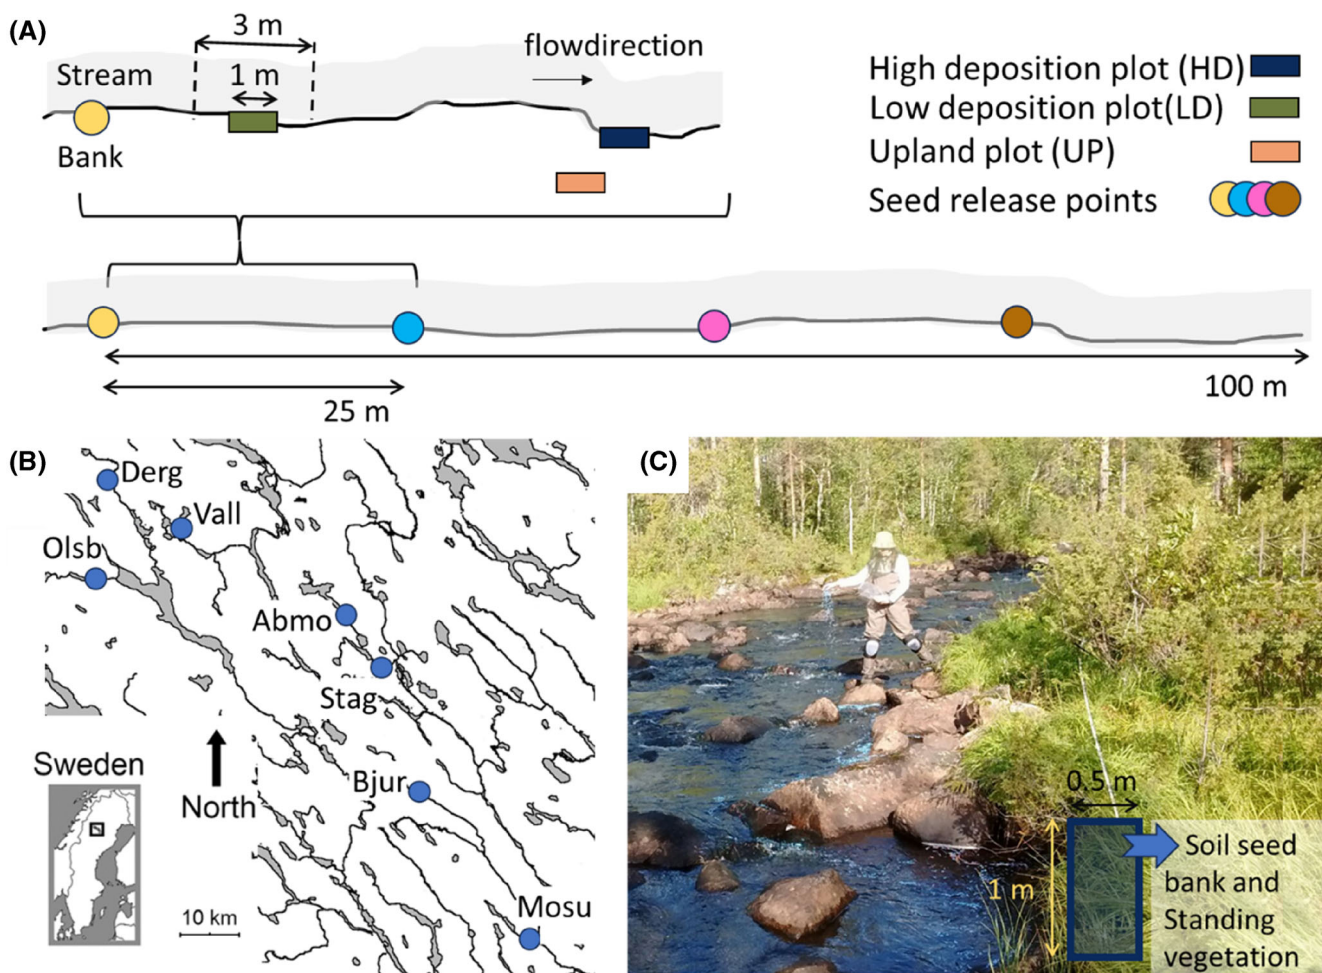 (A)
3 m
1 m
Stream
Bank
flowdirection
High deposition plot (HD)
Low deposition plot(LD)
Upland plot (UP)
Seed release points
25 m
100 m
(B)
Derg
Vall
Olsb
Abmo
Stag
Bjur
Mosu
North
Sweden
10 km
(C)
0.5 m
1 m
Soil seed
bank and
Standing
vegetation